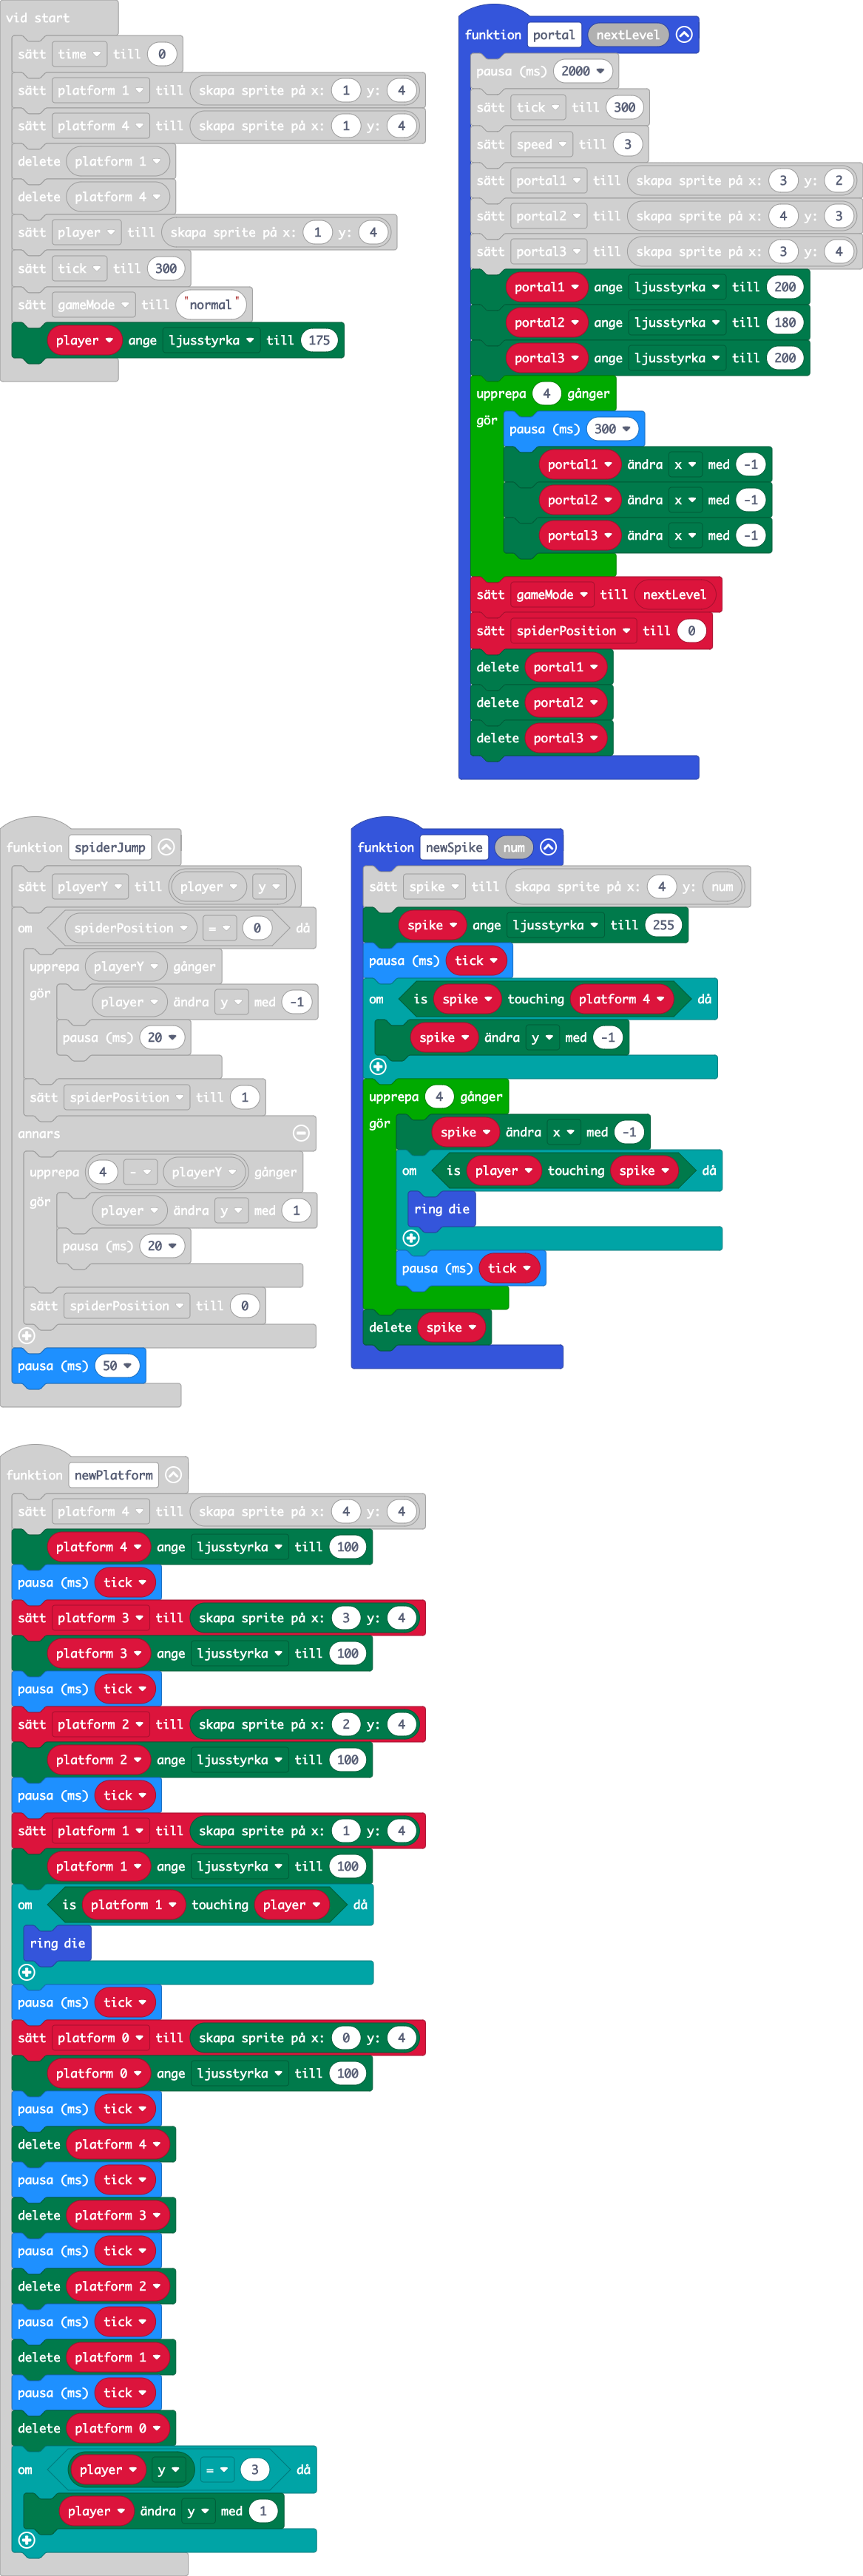 vid start
sätt time till 0
sätt platform 1 till skapa sprite på x: 1 y: 4
sätt platform 4 till skapa sprite på x: 1 y: 4
delete platform 1
delete platform 4
sätt player till skapa sprite på x: 1 y: 4
sätt tick till 300
sätt gameMode till "normal"
player ange ljusstyrka till 175
funktion portal nextLevel
pausa (ms) 2000
sätt tick till 300
sätt speed till 3
sätt portal1 till skapa sprite på x: 3 y: 2
sätt portal2 till skapa sprite på x: 4 y: 3
sätt portal3 till skapa sprite på x: 3 y: 4
portal1 ange ljusstyrka till 200
portal2 ange ljusstyrka till 180
portal3 ange ljusstyrka till 200
upprepa 4 gånger
gör
pausa (ms) 300
portal1 ändra x med -1
portal2 ändra x med -1
portal3 ändra x med -1
sätt gameMode till nextLevel
sätt spiderPosition till 0
delete portal1
delete portal2
delete portal3
funktion spiderJump
sätt playerY till player y
om spiderPosition = 0 då
upprepa playerY gånger
gör
player ändra y med -1
pausa (ms) 20
sätt spiderPosition till 1
annars
upprepa 4 - playerY gånger
gör
player ändra y med 1
pausa (ms) 20
sätt spiderPosition till 0
pausa (ms) 50
funktion newSpike num
sätt spike till skapa sprite på x: 4 y: num
spike ange ljusstyrka till 255
pausa (ms) tick
om is spike touching platform 4 då
spike ändra y med -1
upprepa 4 gånger
gör
spike ändra x med -1
om is player touching spike då
ring die
pausa (ms) tick
delete spike
funktion newPlatform
sätt platform 4 till skapa sprite på x: 4 y: 4
platform 4 ange ljusstyrka till 100
pausa (ms) tick
sätt platform 3 till skapa sprite på x: 3 y: 4
platform 3 ange ljusstyrka till 100
pausa (ms) tick
sätt platform 2 till skapa sprite på x: 2 y: 4
platform 2 ange ljusstyrka till 100
pausa (ms) tick
sätt platform 1 till skapa sprite på x: 1 y: 4
platform 1 ange ljusstyrka till 100
om is platform 1 touching player då
ring die
pausa (ms) tick
sätt platform 0 till skapa sprite på x: 0 y: 4
platform 0 ange ljusstyrka till 100
pausa (ms) tick
delete platform 4
pausa (ms) tick
delete platform 3
pausa (ms) tick
delete platform 2
pausa (ms) tick
delete platform 1
pausa (ms) tick
delete platform 0
om player y = 3 då
player ändra y med 1